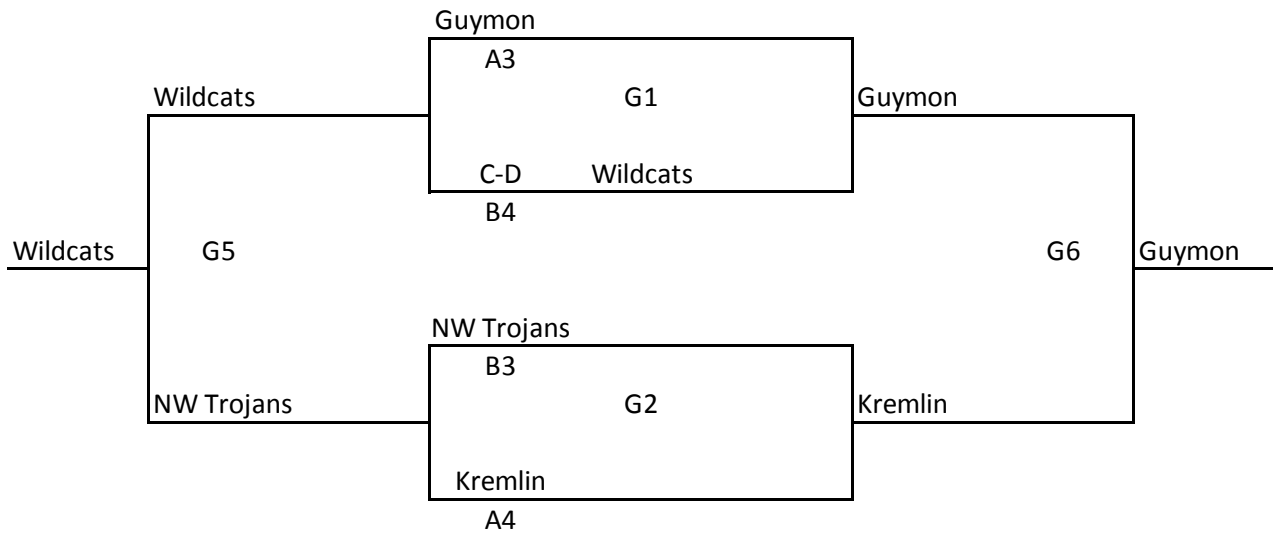 Guymon
A3
Wildcats G1 Guymon
C-D Wildcats
B4
Wildcats G5 G6 Guymon
NW Trojans
B3
NW Trojans G2 Kremlin
Kremlin
A4